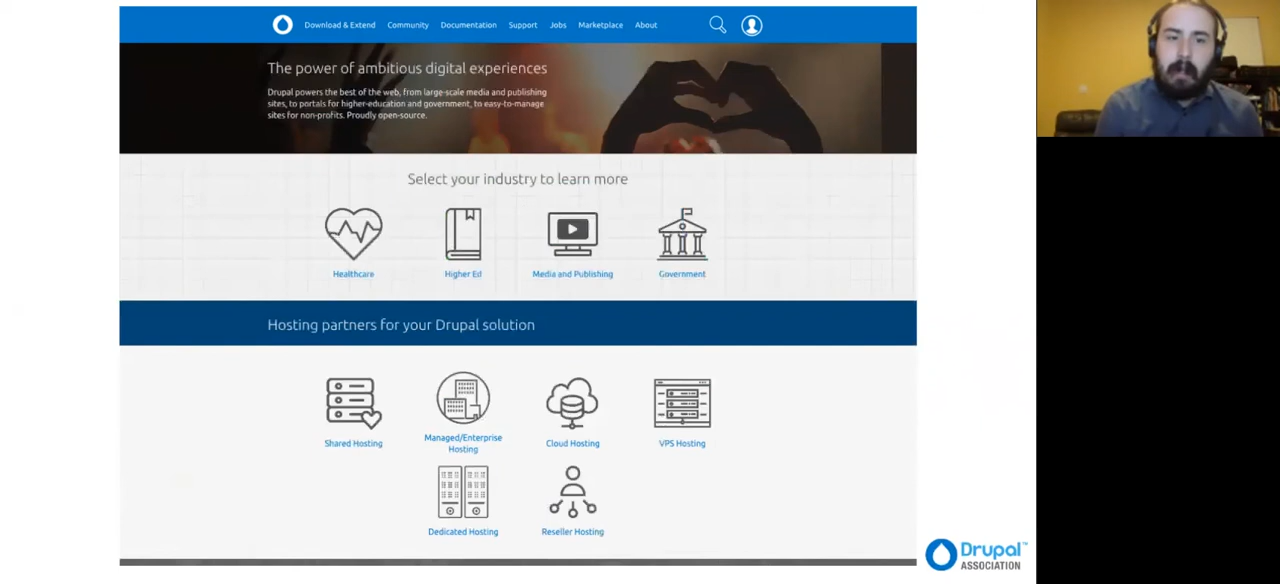 Download & Extend Community Documentation Support Jobs Marketplace About
The power of ambitious digital experiences
Drupal powers the best of the web, from large-scale media and publishing
sites, to portals for higher-education and government, to easy-to-manage
sites for non-profits. Proudly open-source.
Select your industry to learn more
Healthcare
Higher Ed
Media and Publishing
Government
Hosting partners for your Drupal solution
Shared Hosting
Managed/Enterprise
Hosting
Cloud Hosting
VPS Hosting
Dedicated Hosting
Reseller Hosting
Drupal™
ASSOCIATION